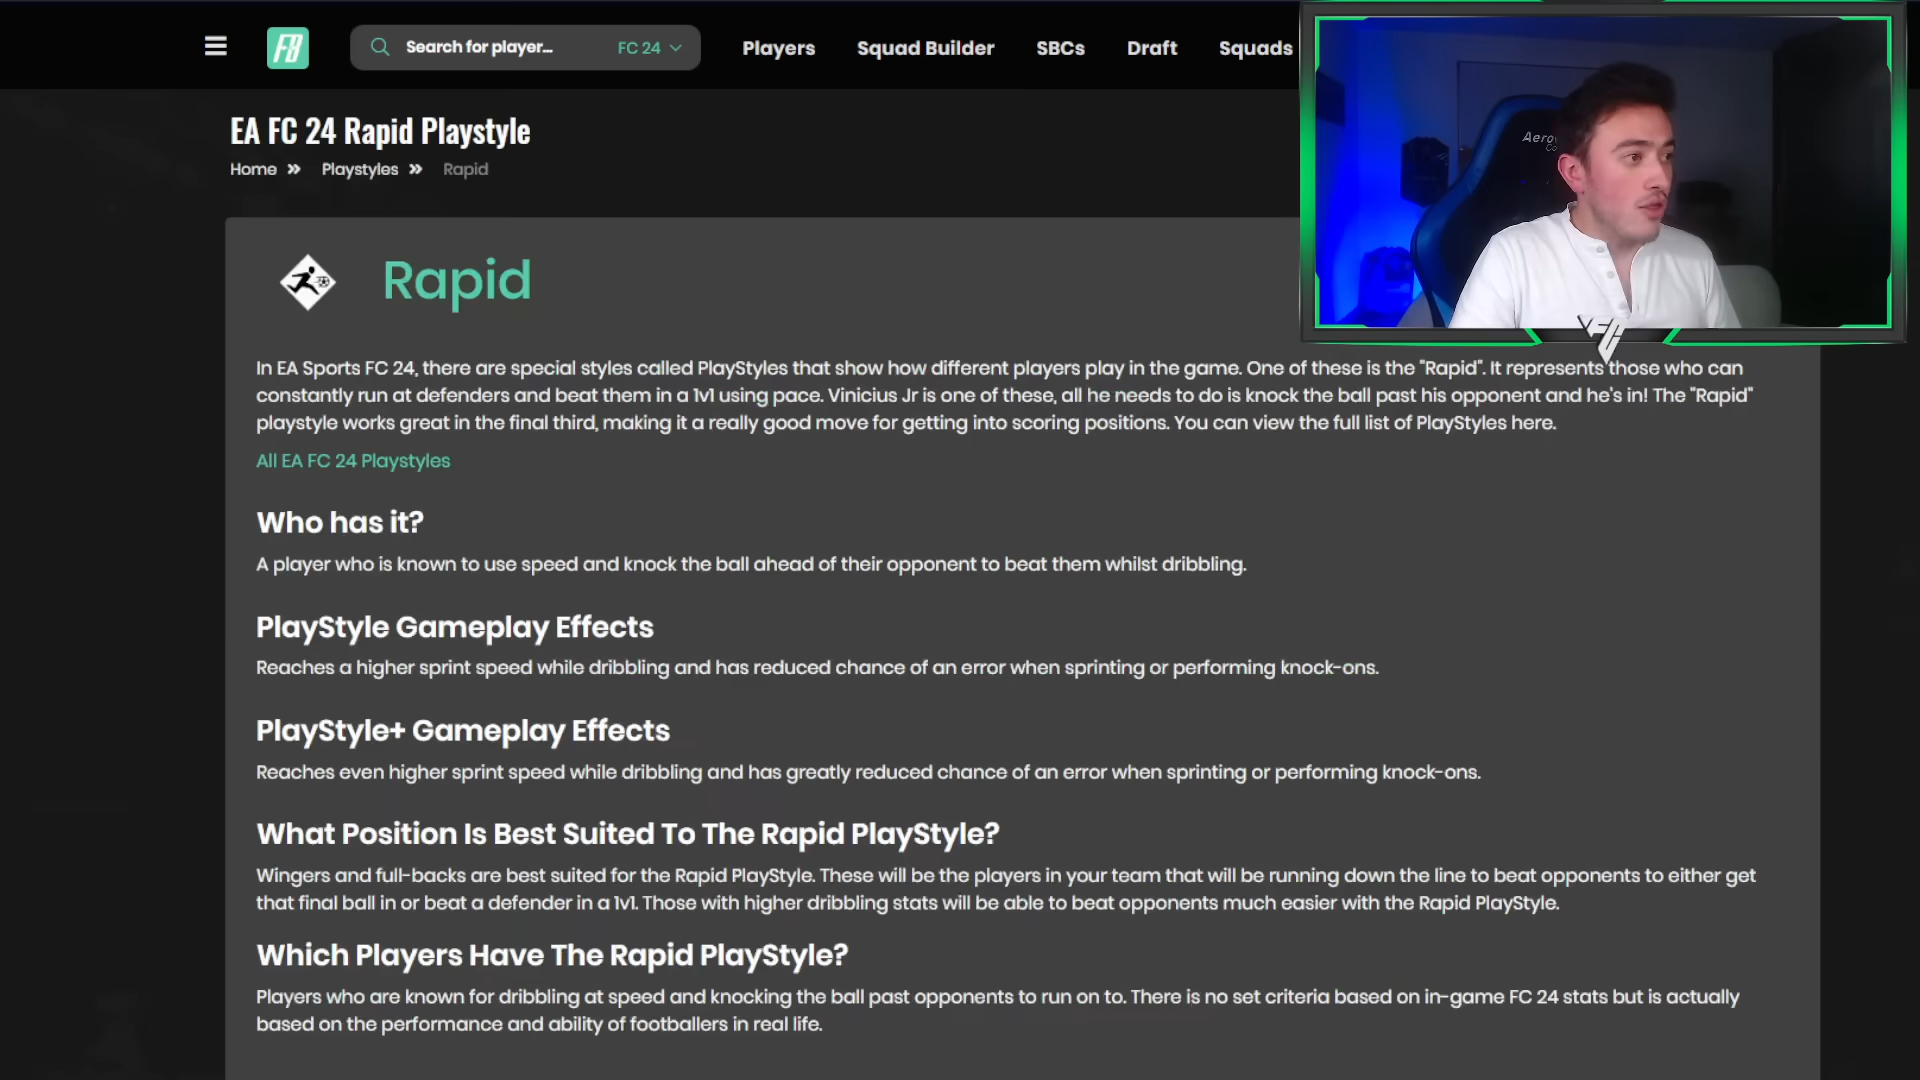 F8
Search for player...
FC 24
Players
Squad Builder
SBCs
Draft
Squads
EA FC 24 Rapid Playstyle
Home » Playstyles » Rapid
Rapid
In EA Sports FC 24, there are special styles called PlayStyles that show how different players play in the game. One of these is the "Rapid". It represents those who can
constantly run at defenders and beat them in a 1v1 using pace. Vinicius Jr is one of these, all he needs to do is knock the ball past his opponent and he's in! The "Rapid"
playstyle works great in the final third, making it a really good move for getting into scoring positions. You can view the full list of PlayStyles here.
All EA FC 24 Playstyles
Who has it?
A player who is known to use speed and knock the ball ahead of their opponent to beat them whilst dribbling.
PlayStyle Gameplay Effects
Reaches a higher sprint speed while dribbling and has reduced chance of an error when sprinting or performing knock-ons.
PlayStyle+ Gameplay Effects
Reaches even higher sprint speed while dribbling and has greatly reduced chance of an error when sprinting or performing knock-ons.
What Position Is Best Suited To The Rapid PlayStyle?
Wingers and full-backs are best suited for the Rapid PlayStyle. These will be the players in your team that will be running down the line to beat opponents to either get
that final ball in or beat a defender in a 1v1. Those with higher dribbling stats will be able to beat opponents much easier with the Rapid PlayStyle.
Which Players Have The Rapid PlayStyle?
Players who are known for dribbling at speed and knocking the ball past opponents to run on to. There is no set criteria based on in-game FC 24 stats but is actually
based on the performance and ability of footballers in real life.